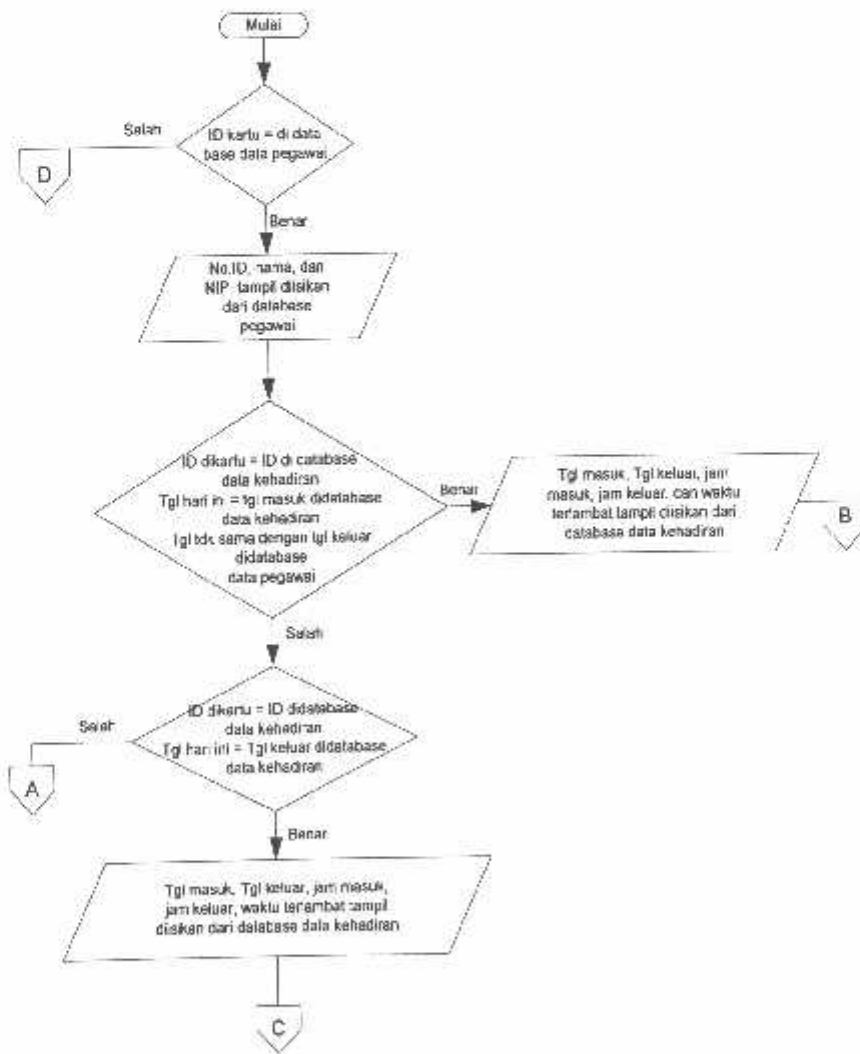 Mulai
Salah
ID kartu = di data
base data pegawai
D
Benar
No.ID, nama, dan
NIP tampil diisikan
dari database
pegawai
ID dikartu = ID di database
data kehadiran
Tgl hari ini = tgl masuk didatabase
data kehadiran
Tgl tdk sama dengan tgl keluar
didatabase
data pegawai
Benar
Tgl masuk, Tgl keluar, jam
masuk, jam keluar, dan waktu
terlambat tampil diisikan dari
database data kehadiran
B
Salah
ID dikartu = ID didatabase
data kehadiran
Tgl hari ini = Tgl keluar didatabase
data kehadiran
Salah
A
Benar
Tgl masuk, Tgl keluar, jam masuk,
jam keluar, waktu terlambat tampil
diisikan dari database data kehadiran
C